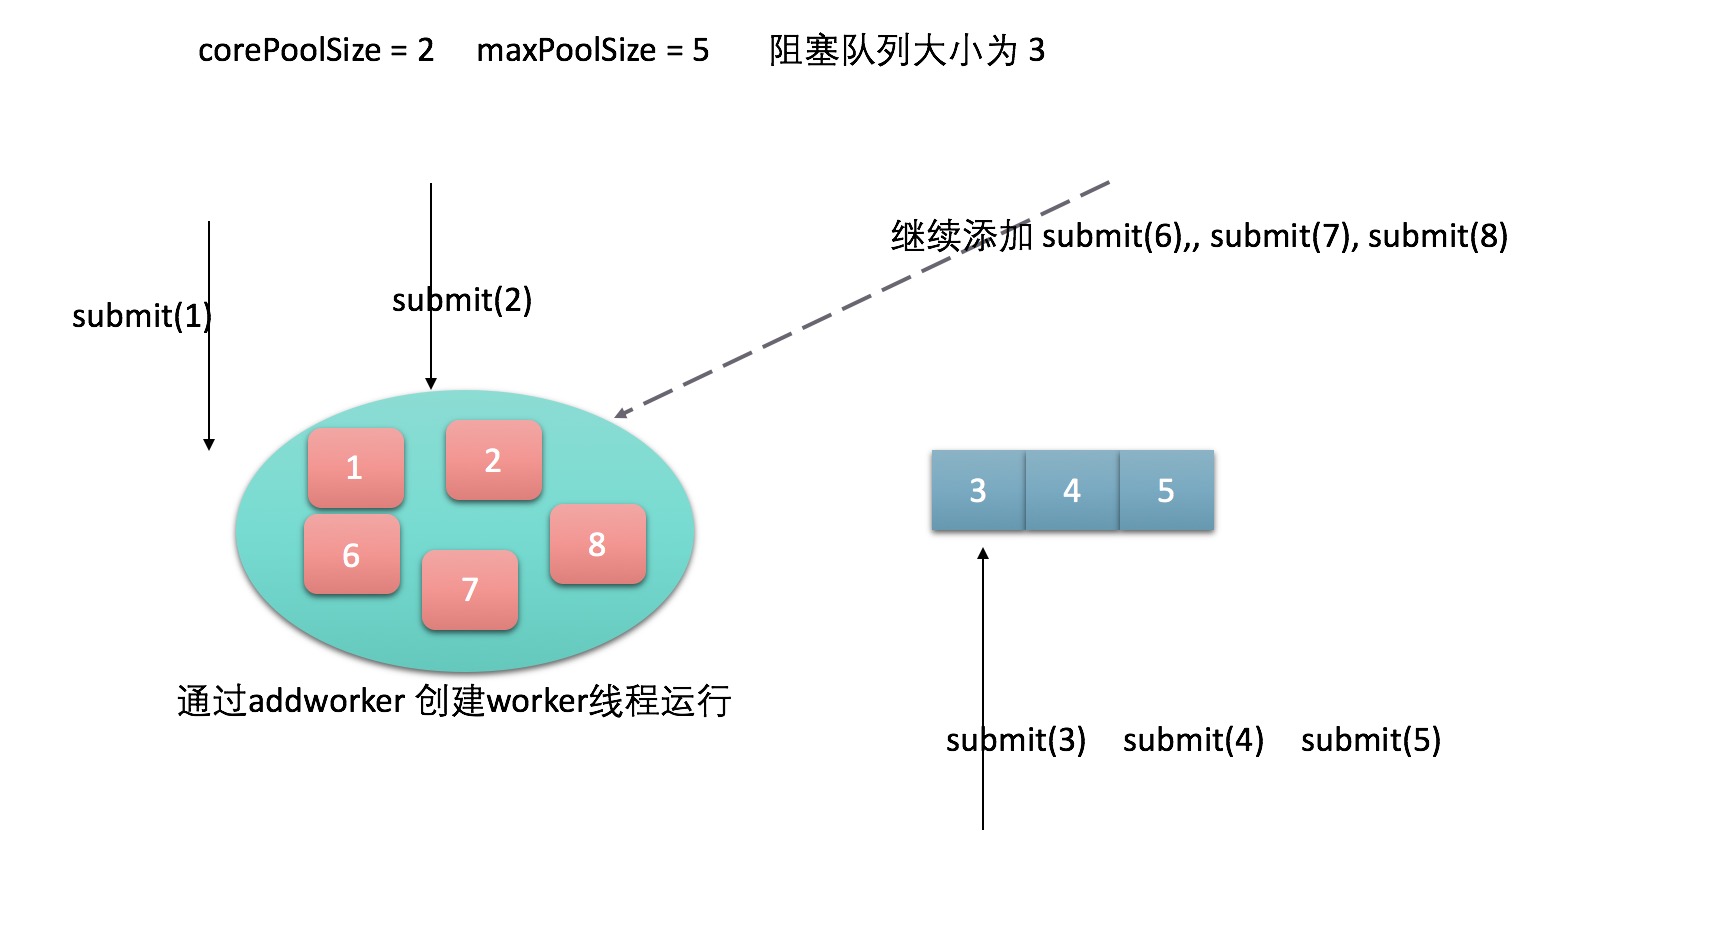 corePoolSize = 2 maxPoolSize = 5 阻塞队列大小为 3
继续添加 submit(6),, submit(7), submit(8)
submit(1)
submit(2)
1
2
6
7
8
3 4 5
通过addworker 创建worker线程运行
submit(3) submit(4) submit(5)